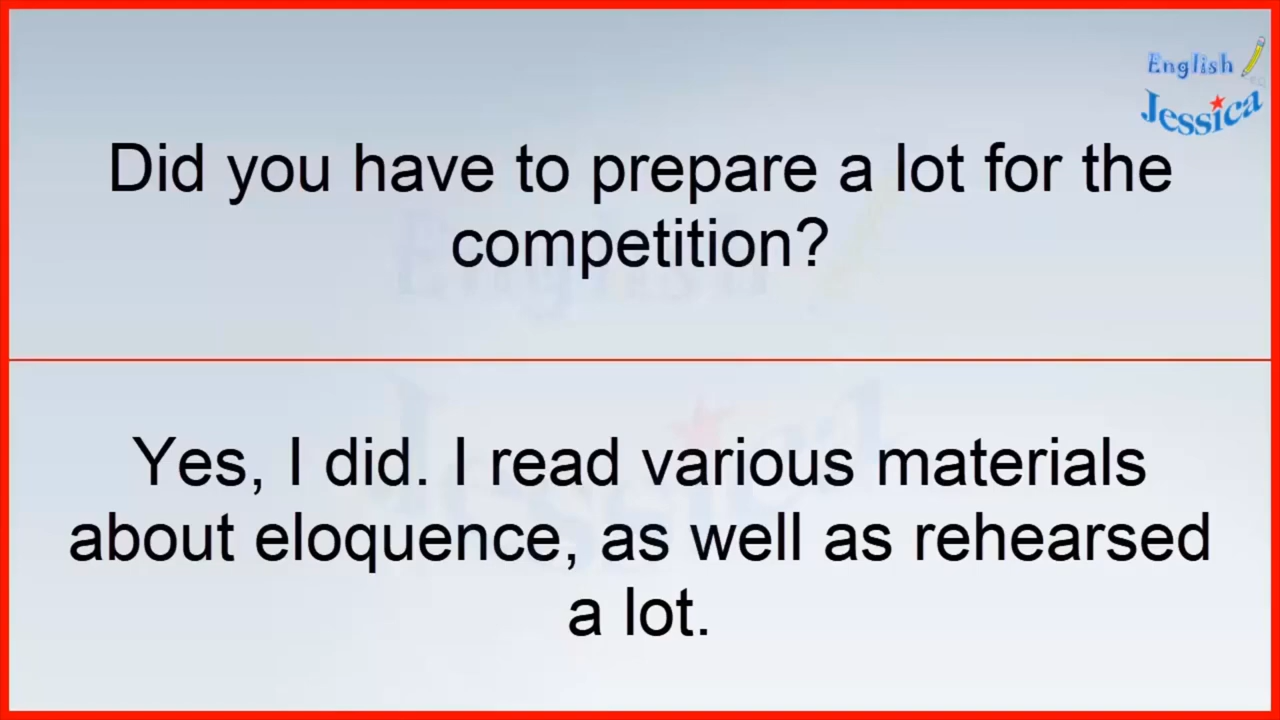 English
Jessica
Did you have to prepare a lot for the
competition?
Yes, I did. I read various materials
about eloquence, as well as rehearsed
a lot.